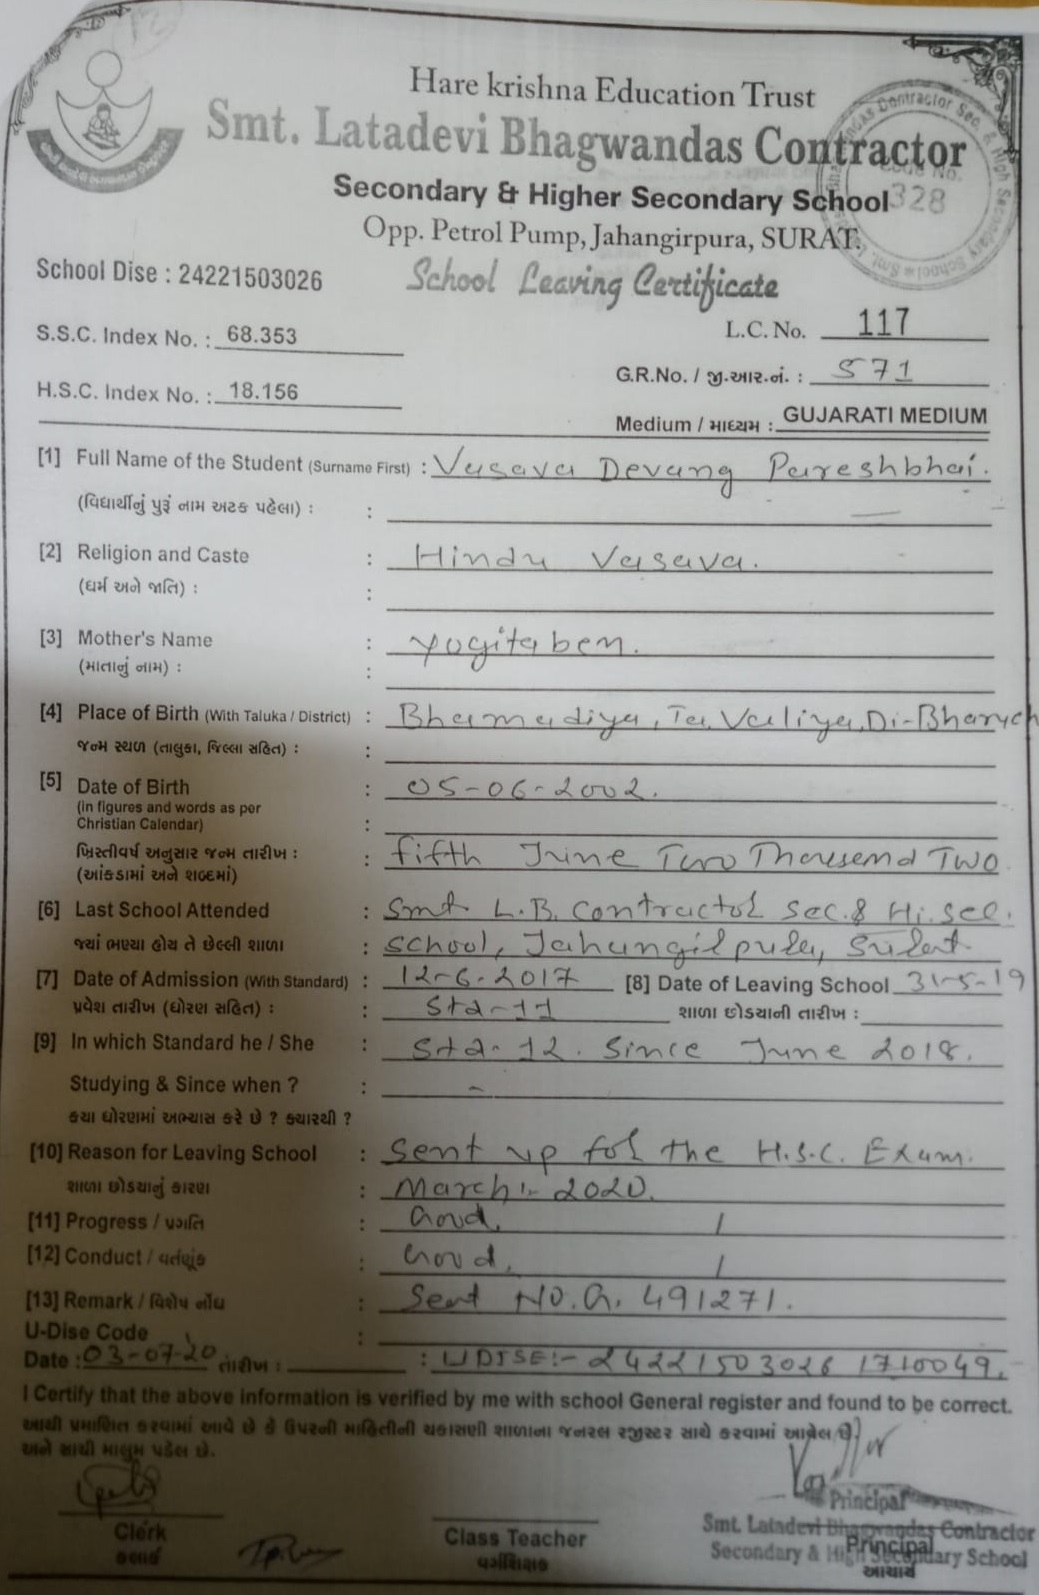 Hare krishna Education Trust
Smt. Latadevi Bhagwandas Contractor
Secondary & Higher Secondary School
328
Opp. Petrol Pump, Jahangirpura, SURAT.
School Dise : 24221503026
School Leaving Certificate
S.S.C. Index No. : 68.353
L.C. No. 117
H.S.C. Index No. : 18.156
G.R.No. / જી.આર.નં. : 571
Medium / માધ્યમ : GUJARATI MEDIUM
[1] Full Name of the Student (Surname First) : Vasava Devang Pareshbhai.
(વિદ્યાર્થીનું પુરૂં નામ અટક પહેલા) : :
[2] Religion and Caste : Hindu Vasava.
(ધર્મ અને જાતિ) : :
[3] Mother's Name : Yogitaben.
(માતાનું નામ) : :
[4] Place of Birth (With Taluka / District) : Bhamadiya, Ta. Valiya, Di-Bharuch
જન્મ સ્થળ (તાલુકા, જિલ્લા સહિત) : :
[5] Date of Birth : 05-06-2002.
(in figures and words as per
Christian Calendar) :
ખ્રિસ્તીવર્ષ અનુસાર જન્મ તારીખ : : Fifth June Two Thousend Two
(આંકડામાં અને શબ્દમાં)
[6] Last School Attended : Smt L.B. Contractor Sec. & Hi. Sec.
જ્યાં ભણ્યા હોય તે છેલ્લી શાળા : School, Jahangirpura, Surat
[7] Date of Admission (With Standard) : 12-6-2017 [8] Date of Leaving School 31-5-19
પ્રવેશ તારીખ (ધોરણ સહિત) : : Std-11 શાળા છોડયાની તારીખ :
[9] In which Standard he / She : Std-12. Since June 2018.
Studying & Since when ? : -
કયા ધોરણમાં અભ્યાસ કરે છે ? ક્યારથી ?
[10] Reason for Leaving School : Sent up for the H.S.C. Exam.
શાળા છોડયાનું કારણ : March:- 2020.
[11] Progress / પ્રગતિ : Good. /
[12] Conduct / વર્તણૂંક : Good. /
[13] Remark / વિશેષ નોંધ : Seat NO. G. 491271.
U-Dise Code :
Date : 03-07-20 તારીખ : : UDISE:- 24221503026 1710049.
I Certify that the above information is verified by me with school General register and found to be correct.
આથી પ્રમાણિત કરવામાં આવે છે કે ઉપરની માહિતીની ચકાસણી શાળાના જનરલ રજીસ્ટર સાથે કરવામાં આવેલ છે
અને સાચી માલુમ પડેલ છે.
Principal
Smt. Latadevi Bhagwandas Contractor
Secondary & High Secondary School
Clerk
કલાર્ક
Class Teacher
વર્ગશિક્ષક
Principal
આચાર્ય